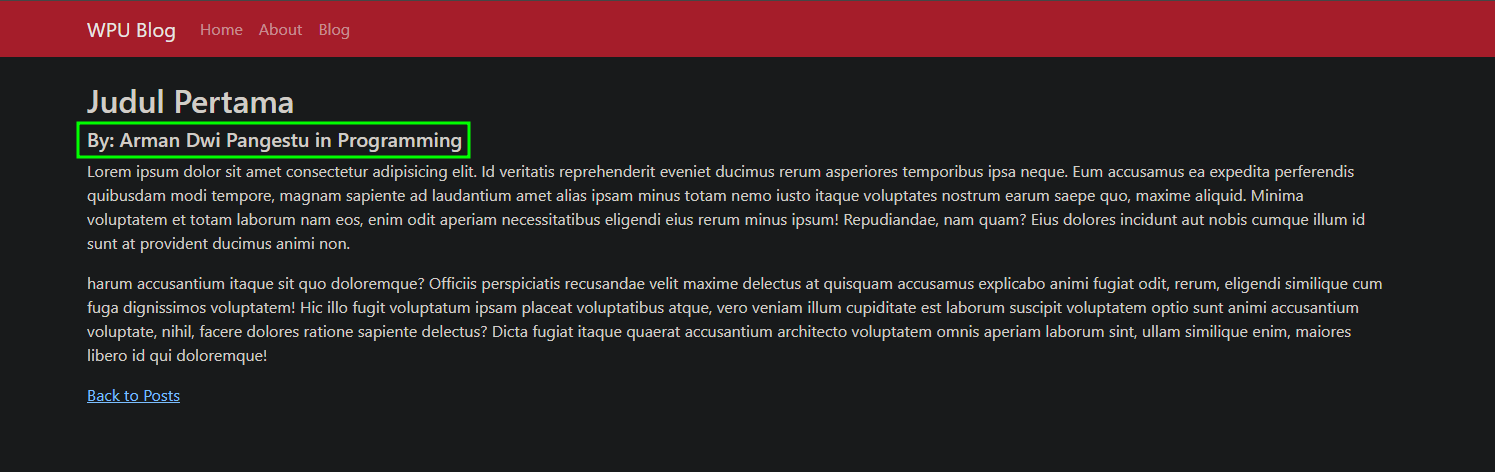 WPU Blog Home About Blog
Judul Pertama
By: Arman Dwi Pangestu in Programming
Lorem ipsum dolor sit amet consectetur adipisicing elit. Id veritatis reprehenderit eveniet ducimus rerum asperiores temporibus ipsa neque. Eum accusamus ea expedita perferendis
quibusdam modi tempore, magnam sapiente ad laudantium amet alias ipsam minus totam nemo iusto itaque voluptates nostrum earum saepe quo, maxime aliquid. Minima
voluptatem et totam laborum nam eos, enim odit aperiam necessitatibus eligendi eius rerum minus ipsum! Repudiandae, nam quam? Eius dolores incidunt aut nobis cumque illum id
sunt at provident ducimus animi non.
harum accusantium itaque sit quo doloremque? Officiis perspiciatis recusandae velit maxime delectus at quisquam accusamus explicabo animi fugiat odit, rerum, eligendi similique cum
fuga dignissimos voluptatem! Hic illo fugit voluptatum ipsam placeat voluptatibus atque, vero veniam illum cupiditate est laborum suscipit voluptatem optio sunt animi accusantium
voluptate, nihil, facere dolores ratione sapiente delectus? Dicta fugiat itaque quaerat accusantium architecto voluptatem omnis aperiam laborum sint, ullam similique enim, maiores
libero id qui doloremque!
Back to Posts